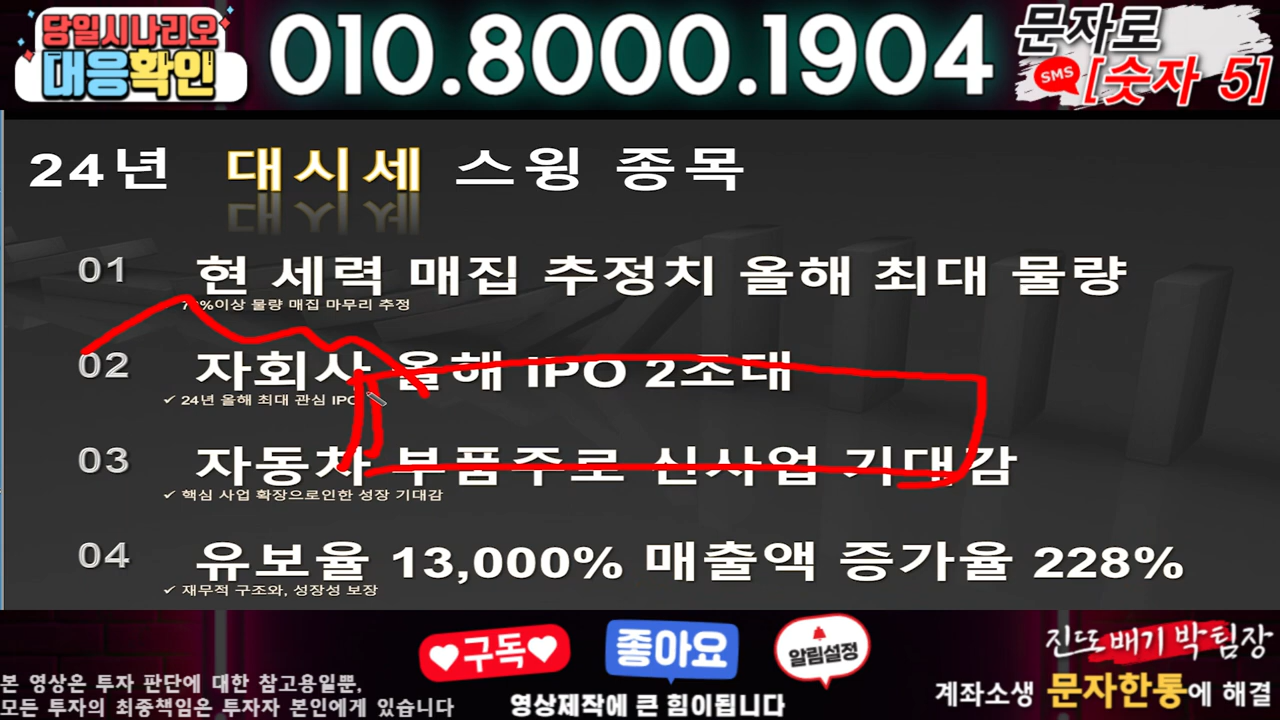 당일시나리오
대응확인
010.8000.1904
문자로
SMS [숫자 5]
24년 대시세 스윙 종목
01 현 세력 매집 추정치 올해 최대 물량
%이상 물량 매집 마무리 추정
02 자회사 올해 IPO 2조대
✓ 24년 올해 최대 관심 IPO
03 자동차 부품주로 신사업 기대감
✓ 핵심 사업 확장으로인한 성장 기대감
04 유보율 13,000% 매출액 증가율 228%
✓ 재무적 구조와, 성장성 보장
구독
좋아요
알림설정
영상제작에 큰 힘이됩니다
본 영상은 투자 판단에 대한 참고용일뿐,
모든 투자의 최종책임은 투자자 본인에게 있습니다
진또배기 박팀장
계좌소생 문자한통에 해결